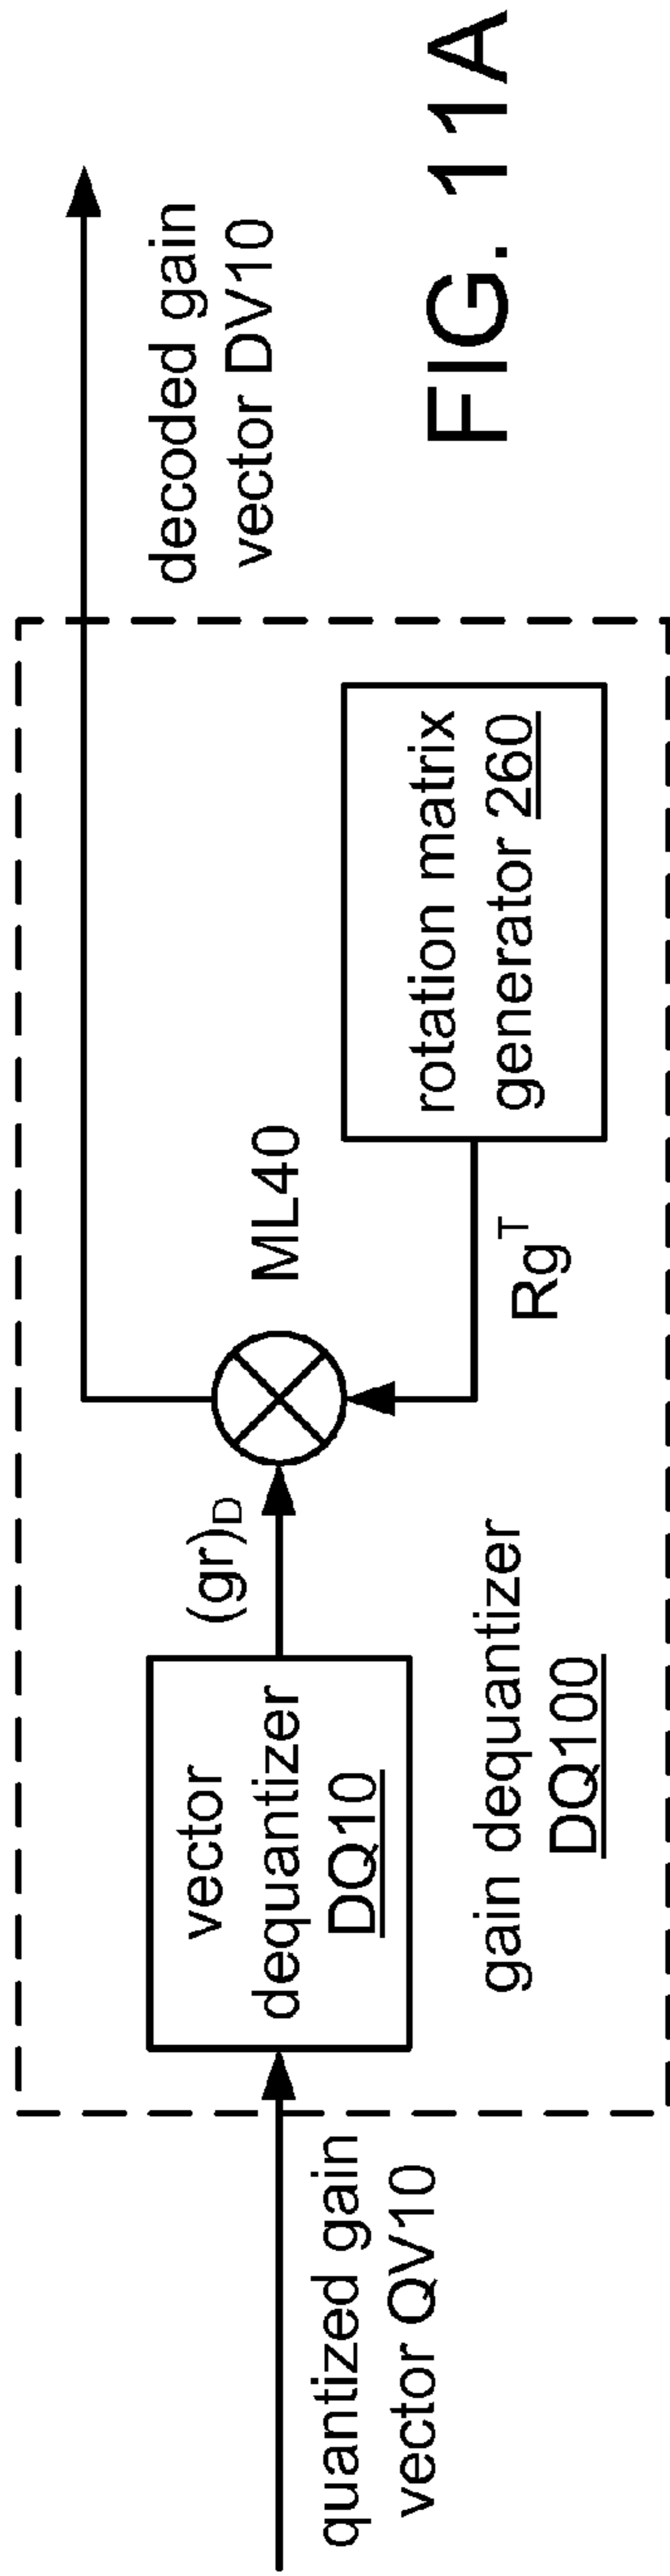 quantized gain
vector QV10
vector
dequantizer
DQ10
(gr)D
ML40
RgT
rotation matrix
generator 260
gain dequantizer
DQ100
decoded gain
vector DV10
FIG. 11A